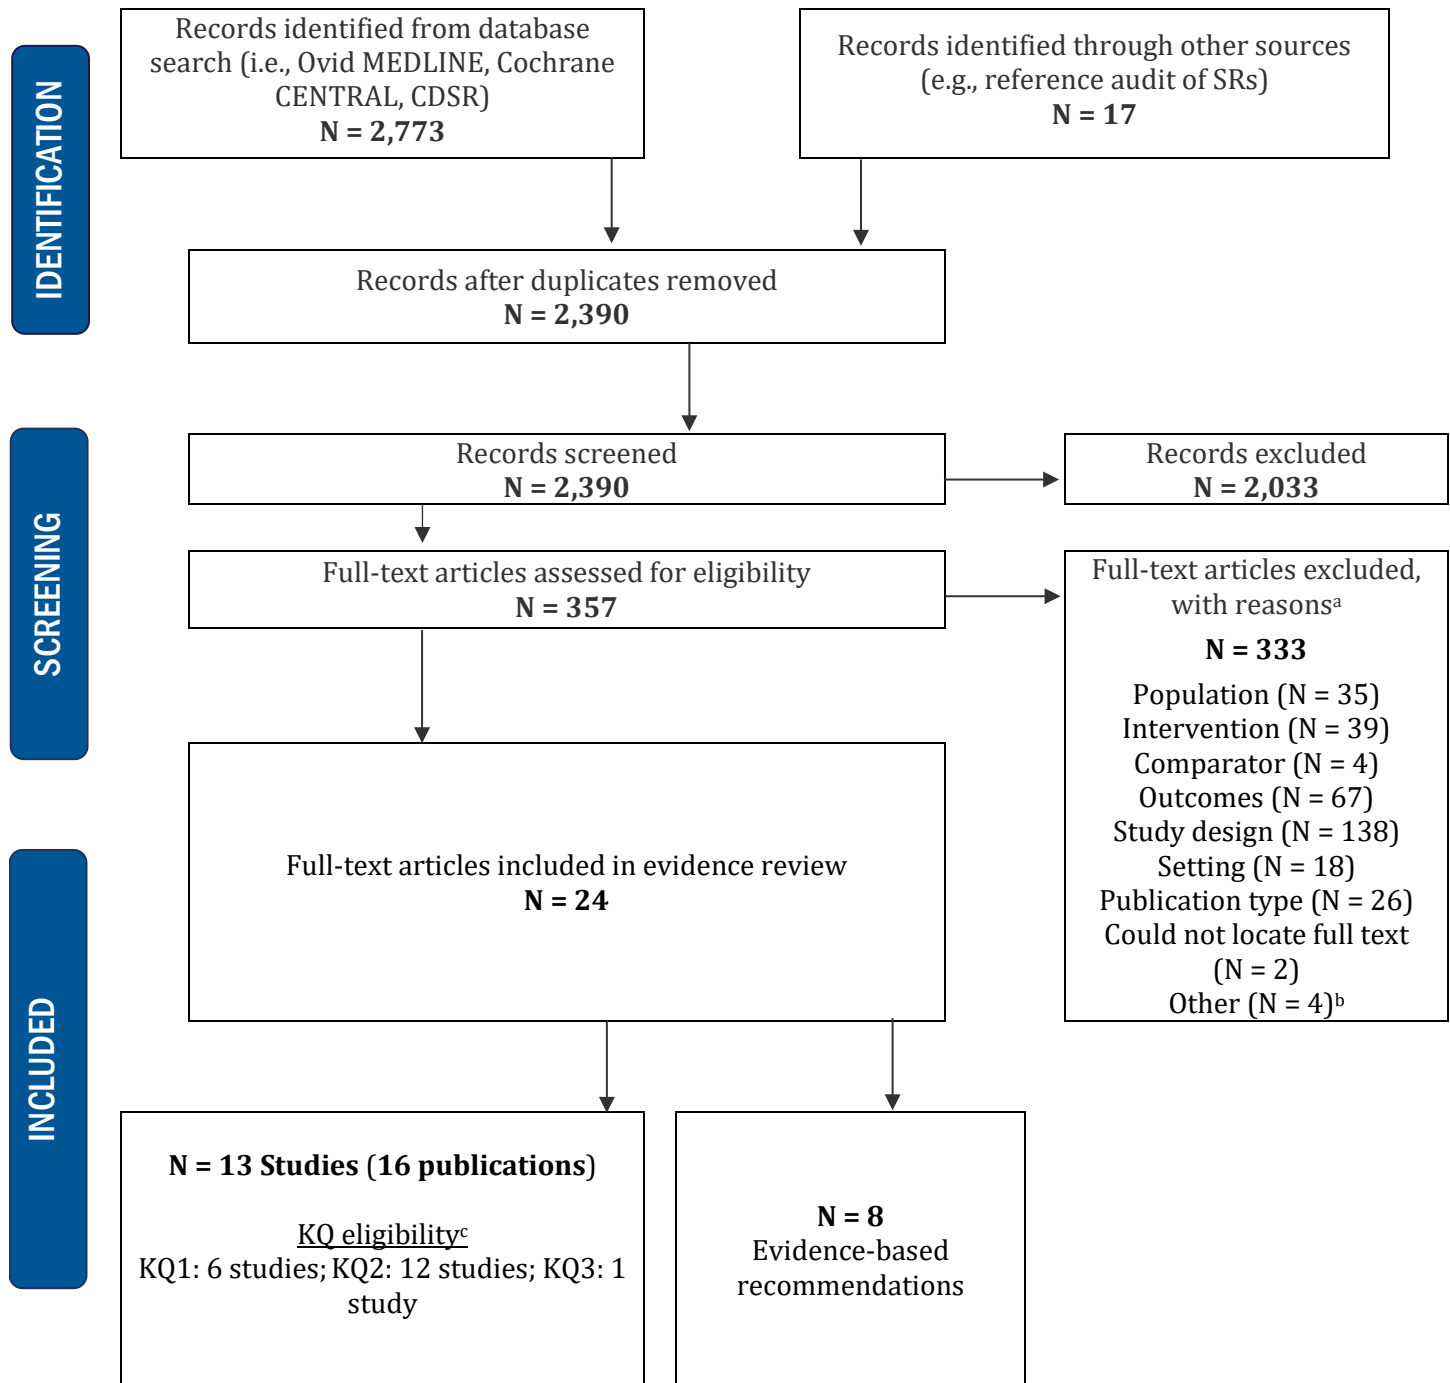 IDENTIFICATION
Records identified from database
search (i.e., Ovid MEDLINE, Cochrane
CENTRAL, CDSR)
N = 2,773
Records identified through other sources
(e.g., reference audit of SRs)
N = 17
Records after duplicates removed
N = 2,390
SCREENING
Records screened
N = 2,390
Records excluded
N = 2,033
Full-text articles assessed for eligibility
N = 357
Full-text articles excluded,
with reasonsᵃ
N = 333
Population (N = 35)
Intervention (N = 39)
Comparator (N = 4)
Outcomes (N = 67)
Study design (N = 138)
Setting (N = 18)
Publication type (N = 26)
Could not locate full text
(N = 2)
Other (N = 4)ᵇ
INCLUDED
Full-text articles included in evidence review
N = 24
N = 13 Studies (16 publications)
KQ eligibilityᶜ
KQ1: 6 studies; KQ2: 12 studies; KQ3: 1
study
N = 8
Evidence-based
recommendations